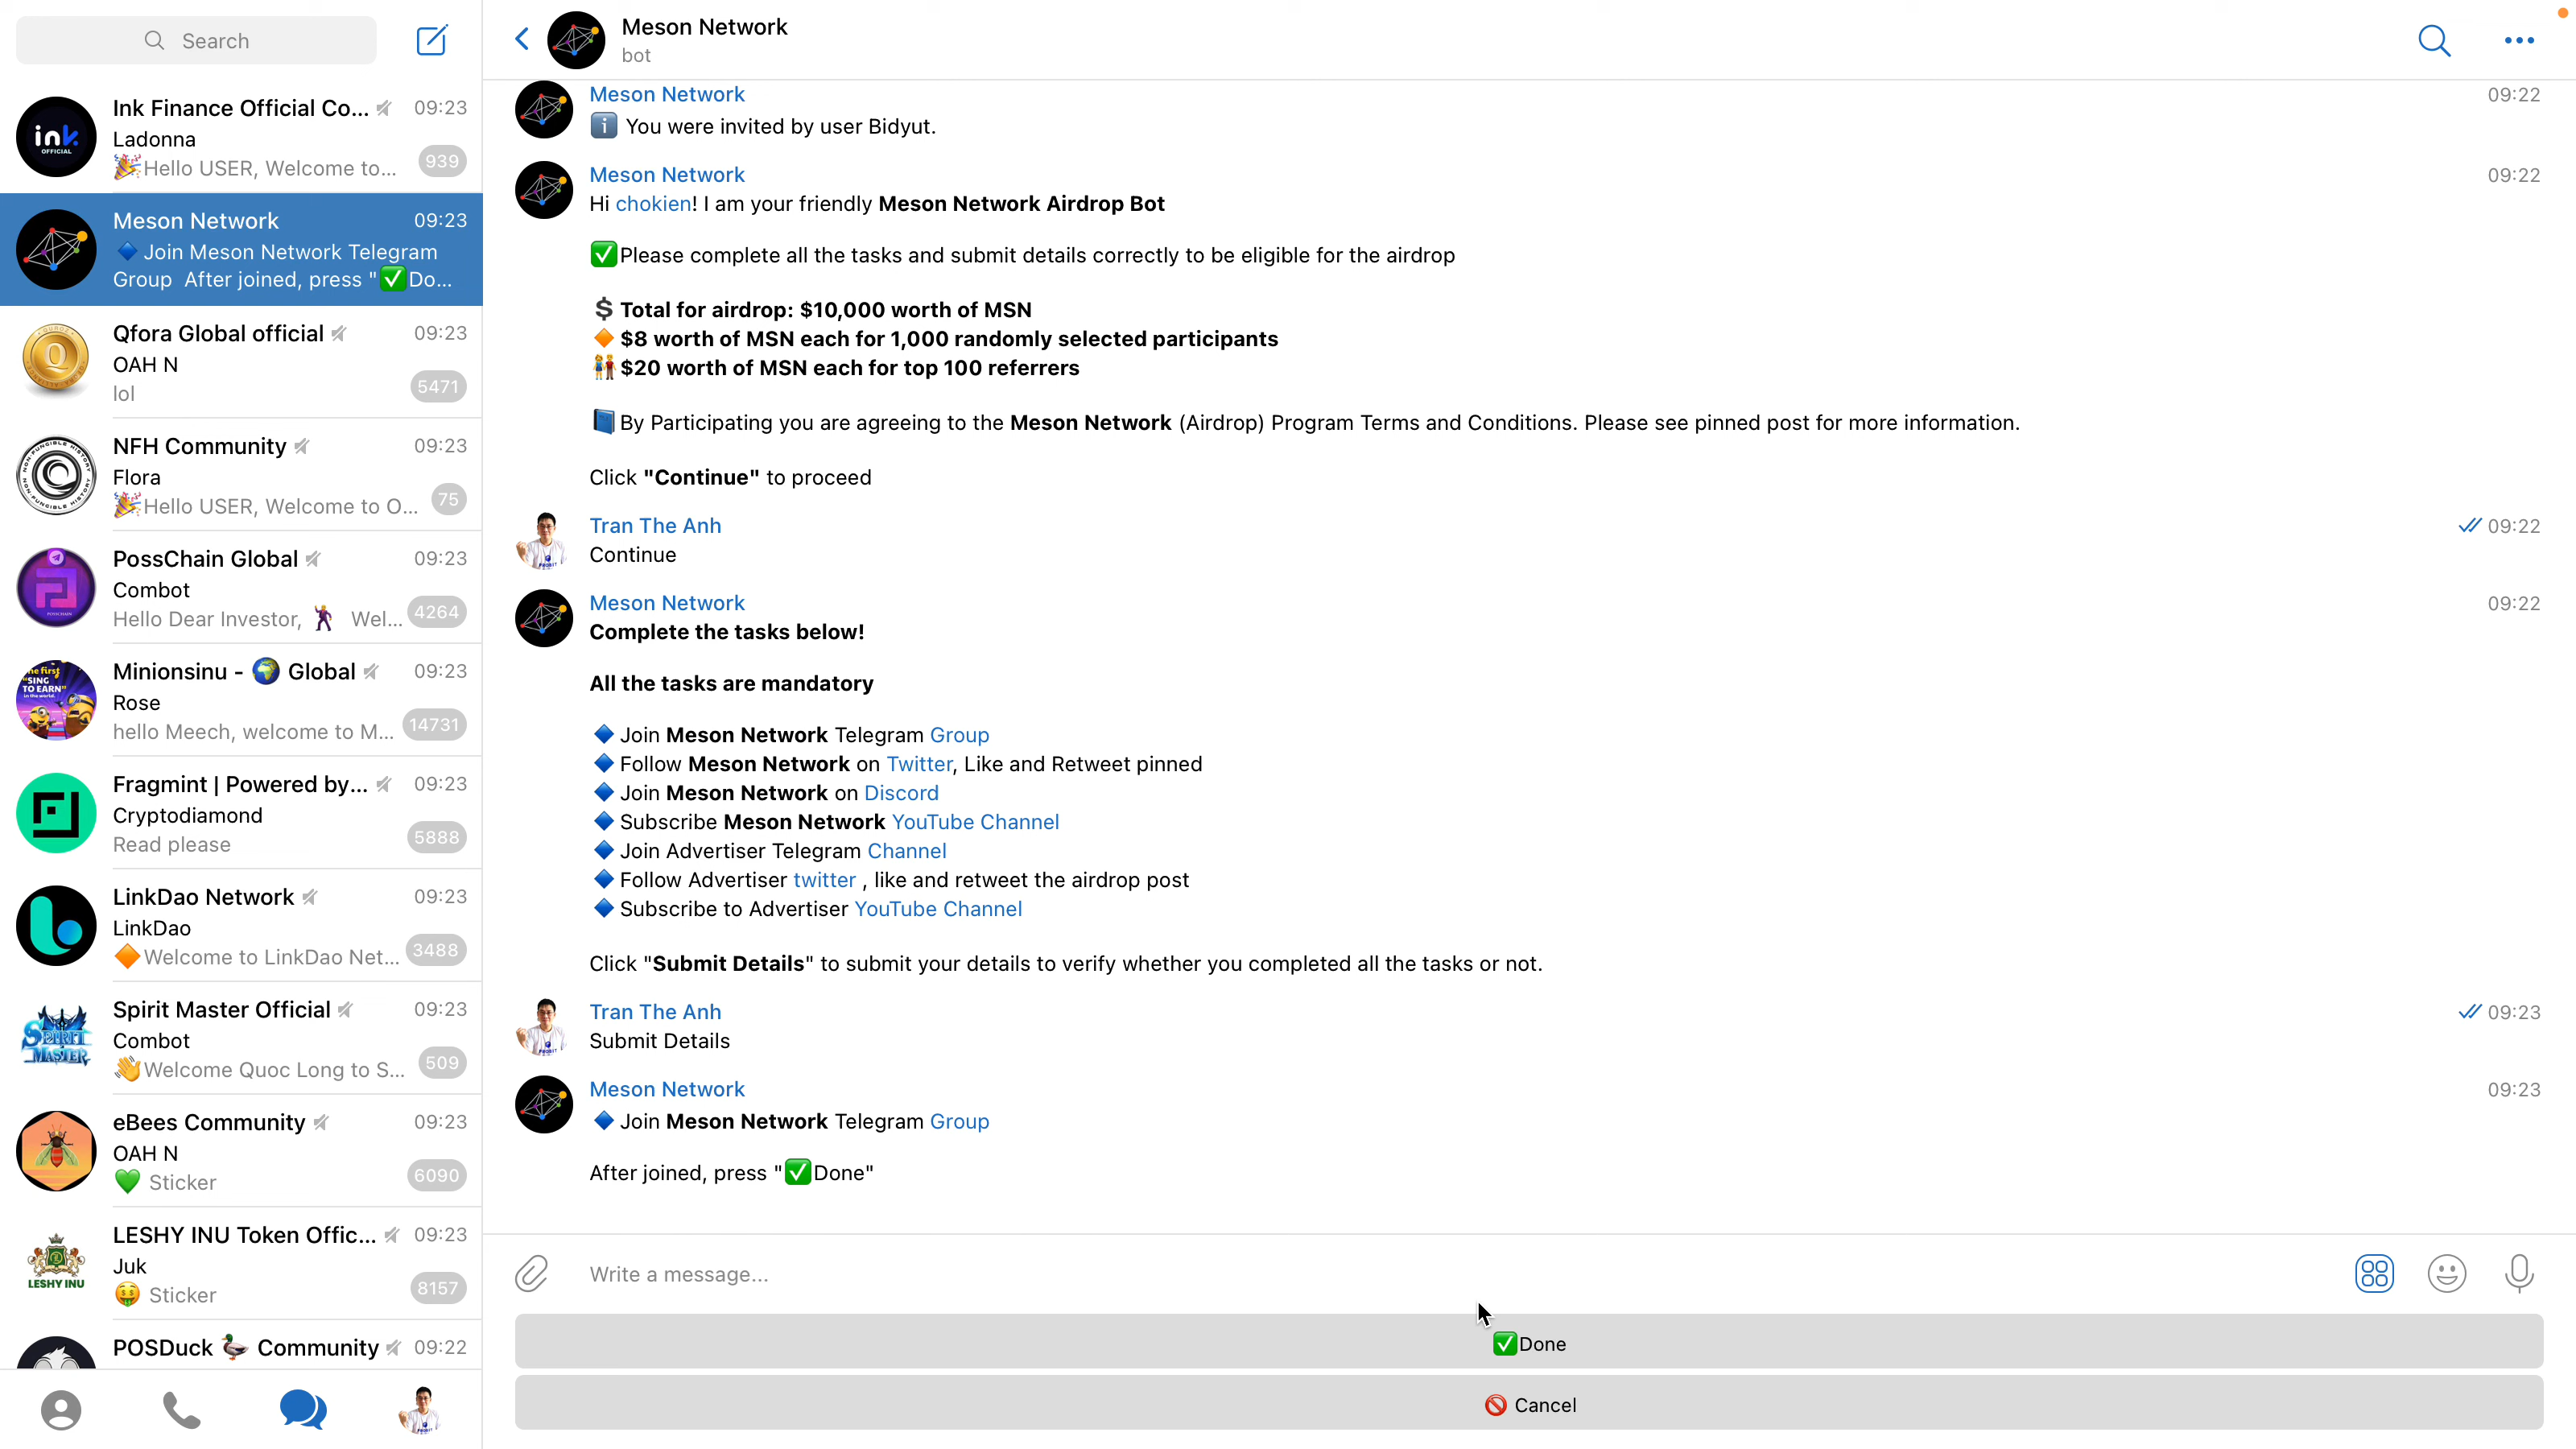 Search
Ink Finance Official Co... 09:23
Ladonna
🎉Hello USER, Welcome to... 939
Meson Network 09:23
🔷 Join Meson Network Telegram
Group After joined, press "✅Do...
Qfora Global official 09:23
OAH N
lol 5471
NFH Community 09:23
Flora
🎉Hello USER, Welcome to O... 75
PossChain Global 09:23
Combot
Hello Dear Investor, 🕺 Wel... 4264
Minionsinu - 🌍 Global 09:23
Rose
hello Meech, welcome to M... 14731
Fragmint | Powered by... 09:23
Cryptodiamond
Read please 5888
LinkDao Network 09:23
LinkDao
🔶Welcome to LinkDao Net... 3488
Spirit Master Official 09:23
Combot
👋Welcome Quoc Long to S... 509
eBees Community 09:23
OAH N
💚 Sticker 6090
LESHY INU Token Offic... 09:23
Juk
🤑 Sticker 8157
POSDuck 🦆 Community 09:22
ink.
OFFICIAL
Q
NON-FUNGIBLE HISTORY
"SING
TO EARN"
SPIRIT
MASTER
LESHY INU
Meson Network
bot
Meson Network 09:22
ℹ️ You were invited by user Bidyut.
Meson Network 09:22
Hi chokien! I am your friendly Meson Network Airdrop Bot
✅Please complete all the tasks and submit details correctly to be eligible for the airdrop
💲Total for airdrop: $10,000 worth of MSN
🔶$8 worth of MSN each for 1,000 randomly selected participants
👫$20 worth of MSN each for top 100 referrers
📘By Participating you are agreeing to the Meson Network (Airdrop) Program Terms and Conditions. Please see pinned post for more information.
Click "Continue" to proceed
Tran The Anh 09:22
Continue
Meson Network 09:22
Complete the tasks below!
All the tasks are mandatory
🔷Join Meson Network Telegram Group
🔷Follow Meson Network on Twitter, Like and Retweet pinned
🔷Join Meson Network on Discord
🔷Subscribe Meson Network YouTube Channel
🔷Join Advertiser Telegram Channel
🔷Follow Advertiser twitter , like and retweet the airdrop post
🔷Subscribe to Advertiser YouTube Channel
Click "Submit Details" to submit your details to verify whether you completed all the tasks or not.
Tran The Anh 09:23
Submit Details
Meson Network 09:23
🔷Join Meson Network Telegram Group
After joined, press "✅Done"
Write a message...
✅Done
🚫 Cancel